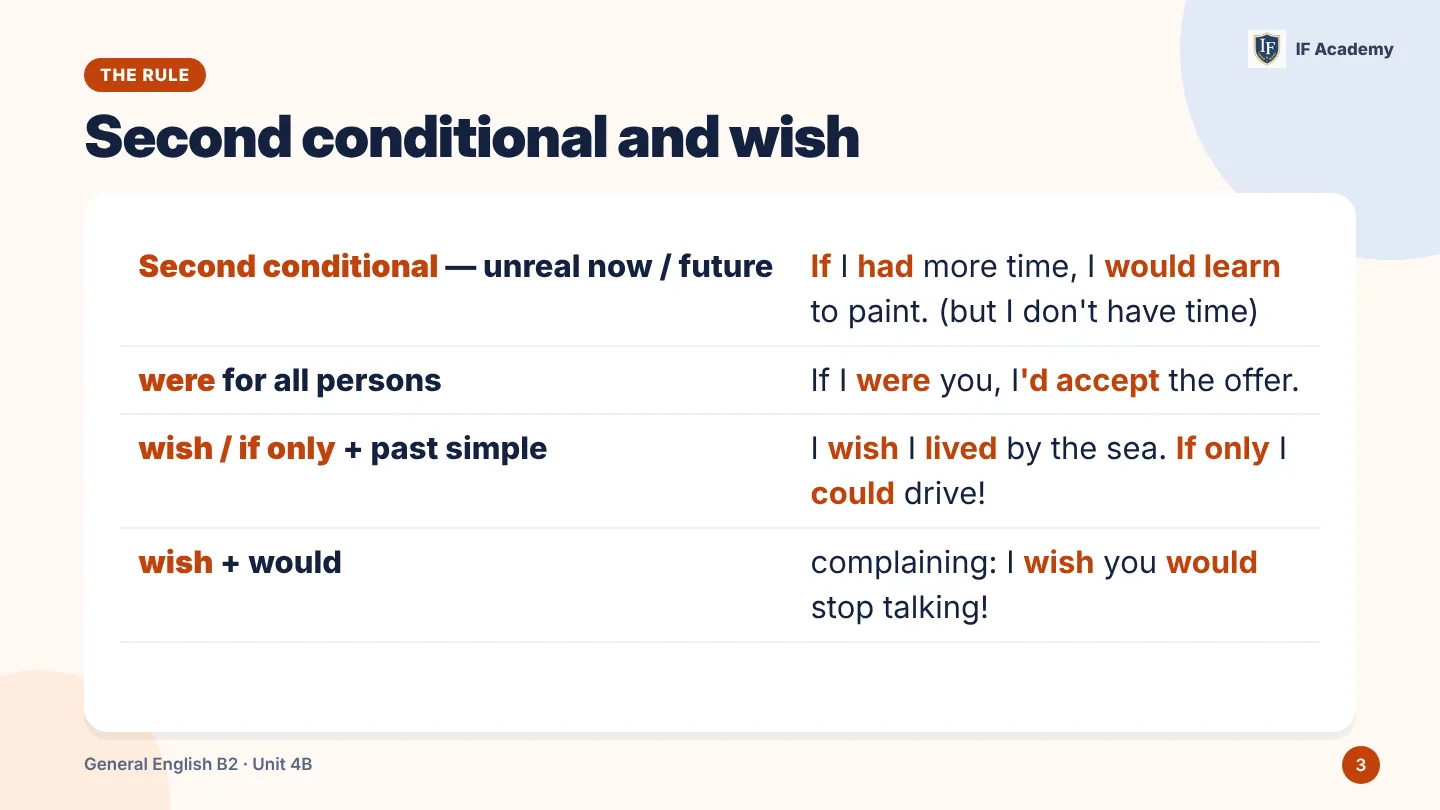 IF
IF Academy
THE RULE
Second conditional and wish
Second conditional — unreal now / future
If I had more time, I would learn
to paint. (but I don't have time)
were for all persons
If I were you, I'd accept the offer.
wish / if only + past simple
I wish I lived by the sea. If only I
could drive!
wish + would
complaining: I wish you would
stop talking!
General English B2 · Unit 4B
3